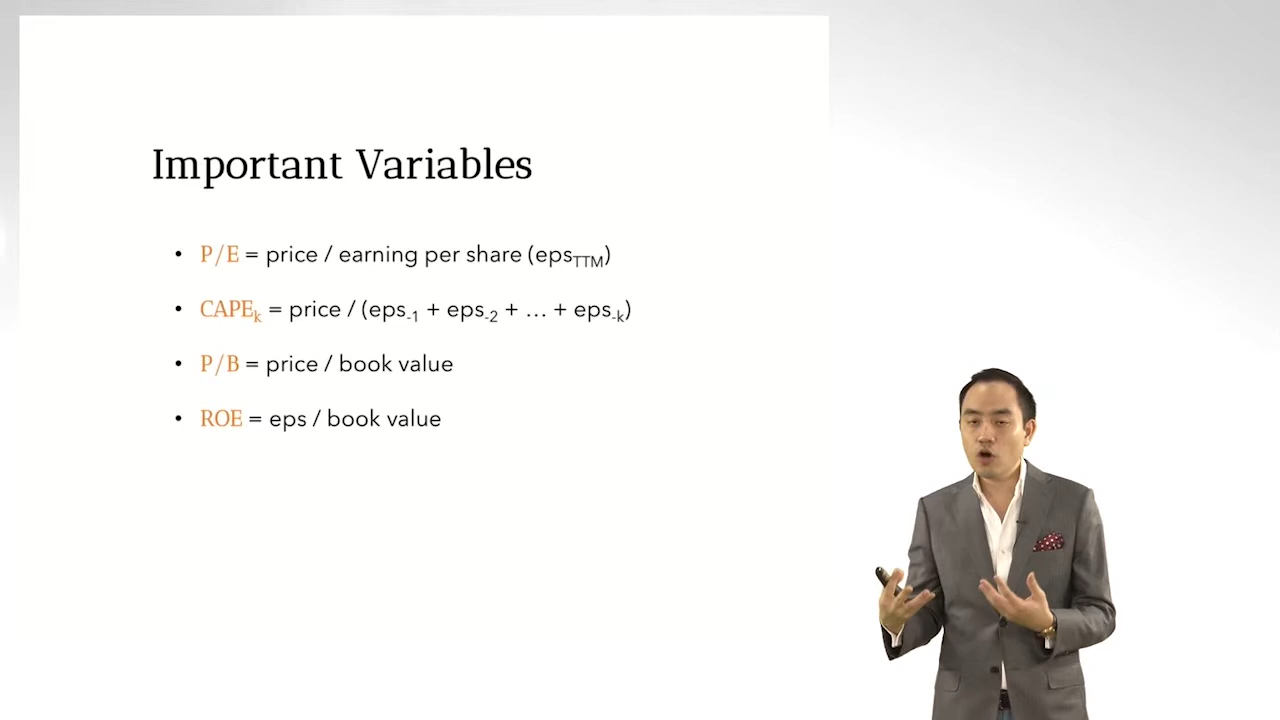 Important Variables
• P/E = price / earning per share (epsTTM)
• CAPEk = price / (eps-1 + eps-2 + … + eps-k)
• P/B = price / book value
• ROE = eps / book value